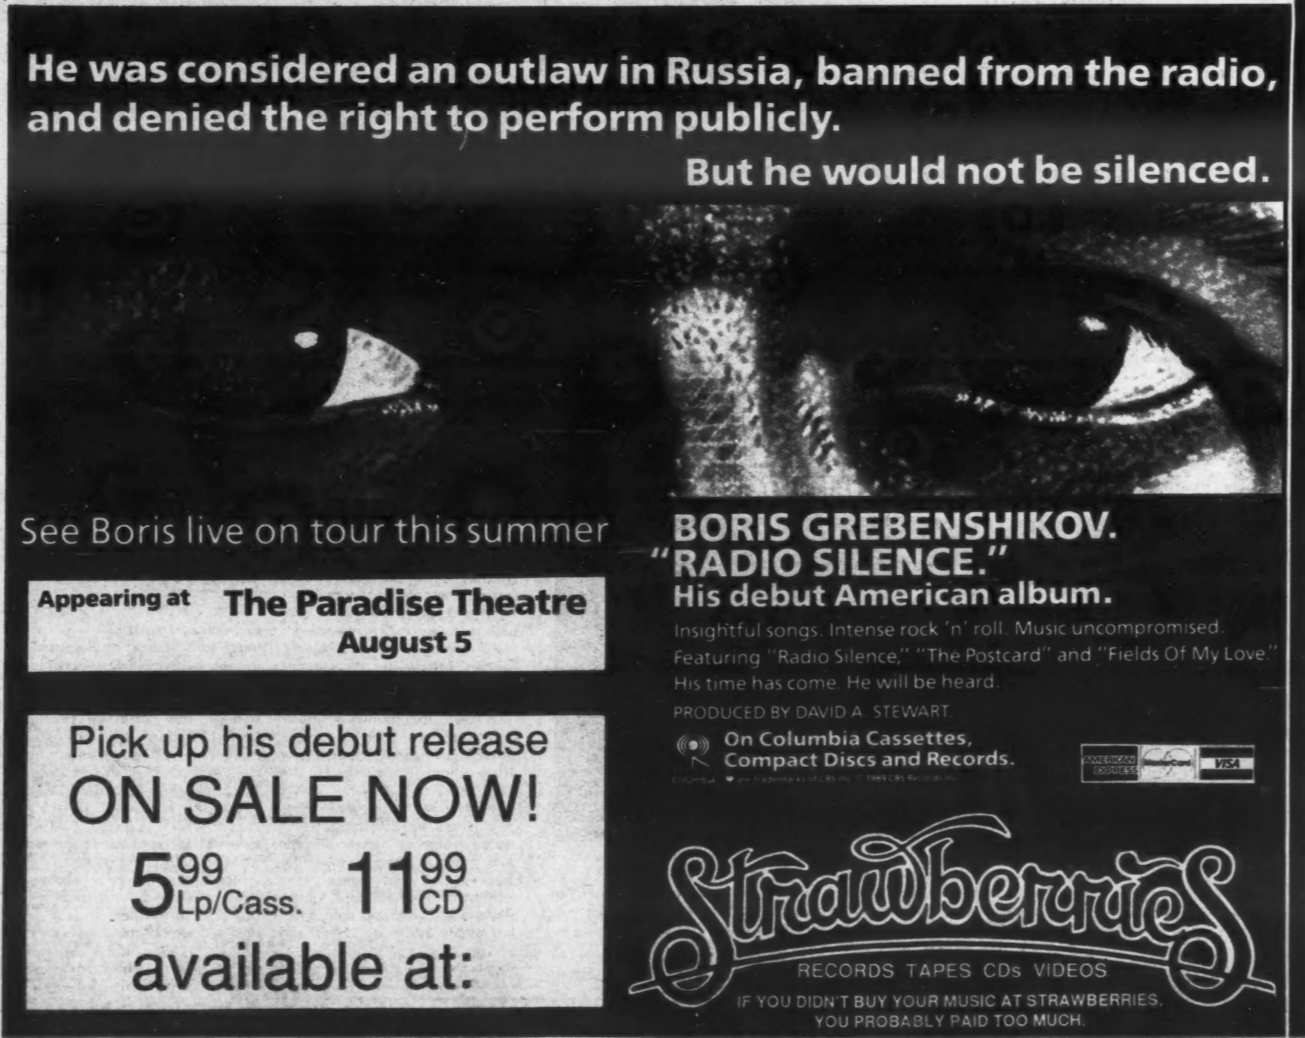 He was considered an outlaw in Russia, banned from the radio,
and denied the right to perform publicly.
But he would not be silenced.
See Boris live on tour this summer
Appearing at The Paradise Theatre
August 5
Pick up his debut release
ON SALE NOW!
5.99 Lp/Cass. 11.99 CD
available at:
BORIS GREBENSHIKOV.
"RADIO SILENCE."
His debut American album.
Insightful songs. Intense rock 'n' roll. Music uncompromised.
Featuring "Radio Silence," "The Postcard" and "Fields Of My Love."
His time has come. He will be heard.
PRODUCED BY DAVID A. STEWART.
On Columbia Cassettes,
Compact Discs and Records.
AMERICAN EXPRESS MasterCard VISA
Strawberries
RECORDS TAPES CDs VIDEOS
IF YOU DIDN'T BUY YOUR MUSIC AT STRAWBERRIES,
YOU PROBABLY PAID TOO MUCH.